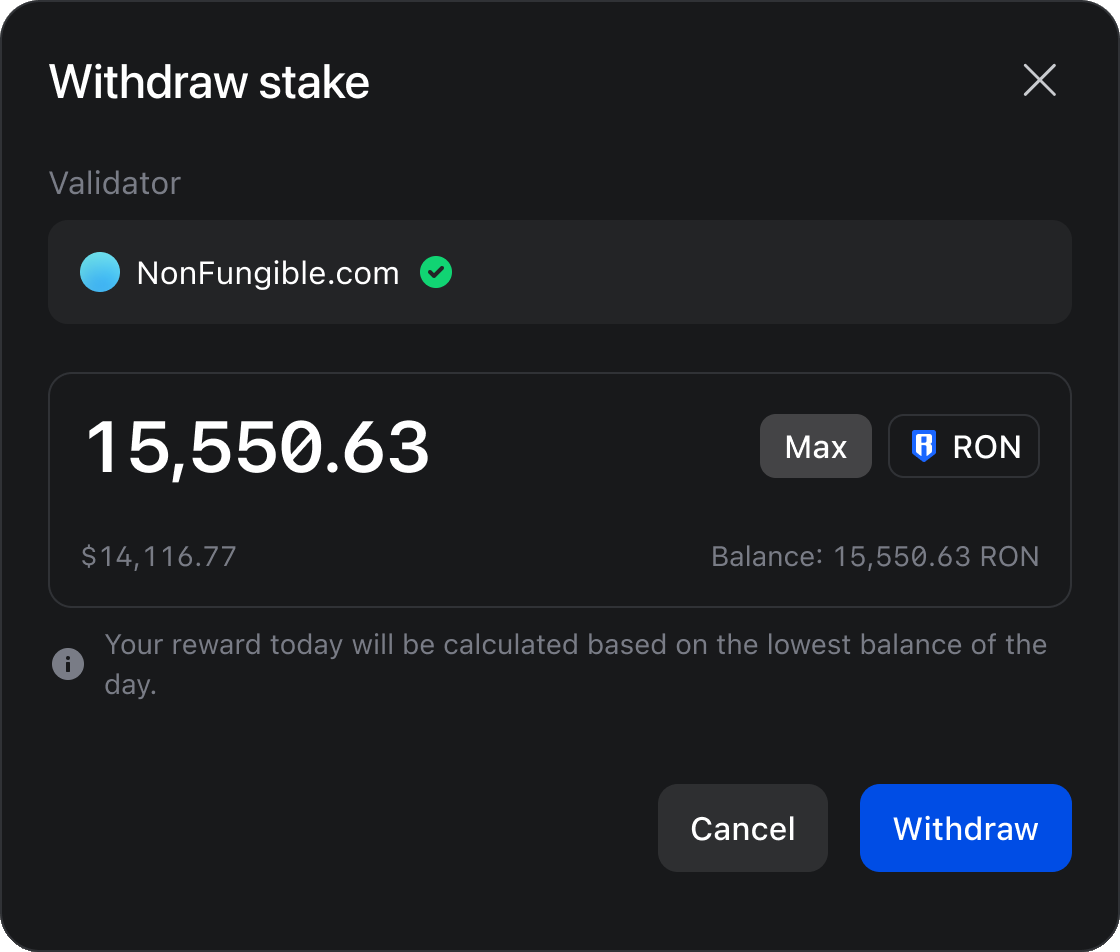 Withdraw stake
Validator
NonFungible.com
15,550.63
Max
RON
$14,116.77
Balance: 15,550.63 RON
Your reward today will be calculated based on the lowest balance of the
day.
Cancel
Withdraw